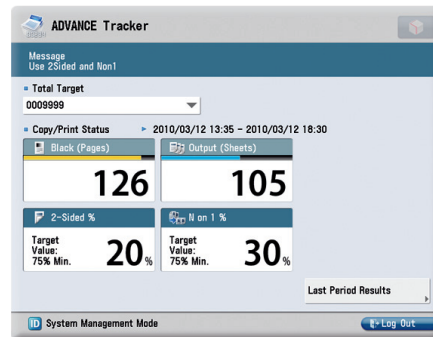 ADVANCE Tracker
Message
Use 2Sided and Non1
Total Target
0009999
Copy/Print Status ▸ 2010/03/12 13:35 - 2010/03/12 18:30
Black (Pages)
Output (Sheets)
126
105
2-Sided %
N on 1 %
Target Value: 75% Min.
20%
Target Value: 75% Min.
30%
Last Period Results
ID System Management Mode
Log Out